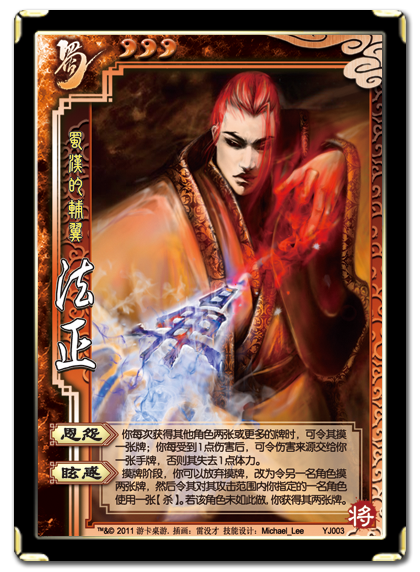 蜀
蜀漢的輔翼
法正
恩怨
你每次获得其他角色两张或更多的牌时，可令其摸
一张牌；你每受到1点伤害后，可令伤害来源交给你
一张手牌，否则其失去1点体力。
眩惑
摸牌阶段，你可以放弃摸牌，改为令另一名角色摸
两张牌，然后令其对其攻击范围内你指定的一名角色
使用一张【杀】。若该角色未如此做，你获得其两张牌。
™&© 2011 游卡桌游. 插画：雷没才 技能设计：Michael_Lee YJ003
将